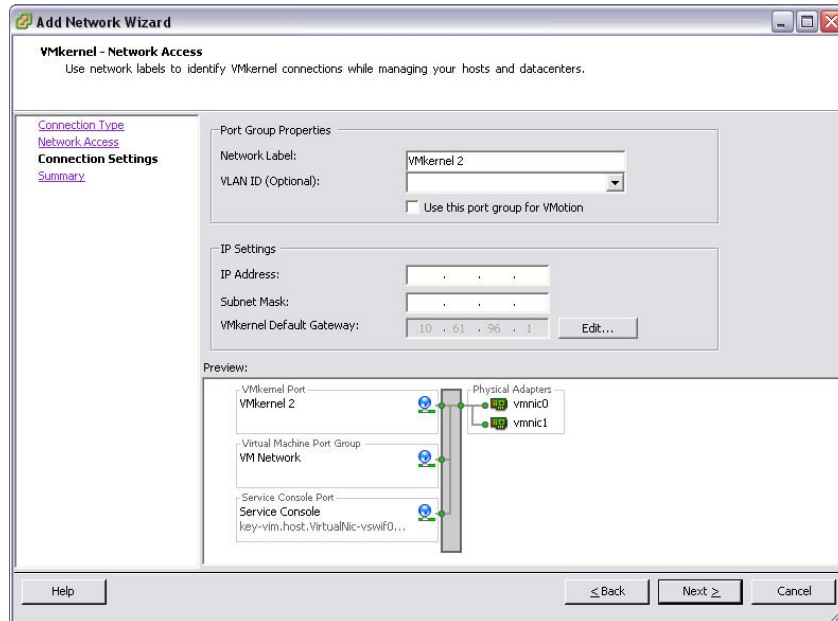 Add Network Wizard
VMkernel - Network Access
Use network labels to identify VMkernel connections while managing your hosts and datacenters.
Connection Type
Network Access
Connection Settings
Summary
Port Group Properties
Network Label:
VMkernel 2
VLAN ID (Optional):
Use this port group for VMotion
IP Settings
IP Address:
. . .
Subnet Mask:
. . .
VMkernel Default Gateway:
10 . 61 . 96 . 1
Edit...
Preview:
VMkernel Port
VMkernel 2
Physical Adapters
vmnic0
vmnic1
Virtual Machine Port Group
VM Network
Service Console Port
Service Console
key-vim.host.VirtualNic-vswif0...
Help
< Back
Next >
Cancel